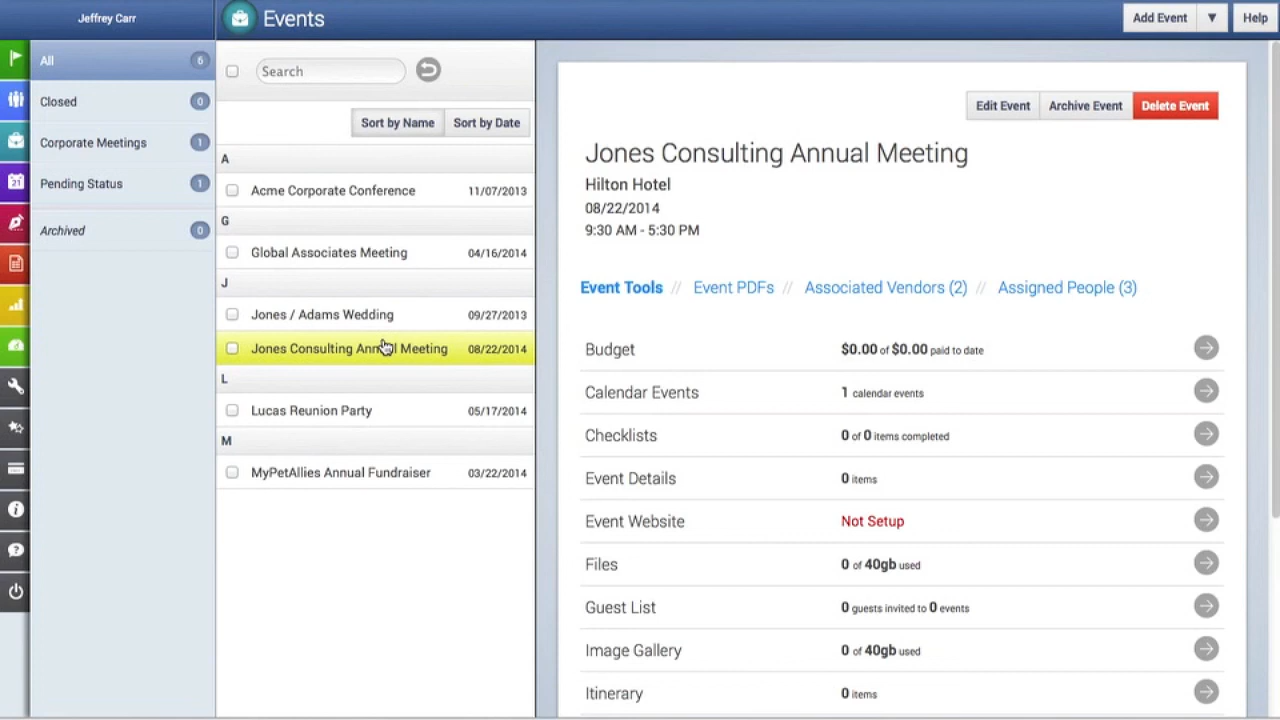 Jeffrey Carr
Events
Add Event ▼
Help
All 6
Closed 0
Corporate Meetings 1
Pending Status 1
Archived 0
21
Search
Sort by Name Sort by Date
A
Acme Corporate Conference 11/07/2013
G
Global Associates Meeting 04/16/2014
J
Jones / Adams Wedding 09/27/2013
Jones Consulting Annual Meeting 08/22/2014
L
Lucas Reunion Party 05/17/2014
M
MyPetAllies Annual Fundraiser 03/22/2014
Edit Event Archive Event Delete Event
Jones Consulting Annual Meeting
Hilton Hotel
08/22/2014
9:30 AM - 5:30 PM
Event Tools // Event PDFs // Associated Vendors (2) // Assigned People (3)
Budget $0.00 of $0.00 paid to date
Calendar Events 1 calendar events
Checklists 0 of 0 items completed
Event Details 0 items
Event Website Not Setup
Files 0 of 40gb used
Guest List 0 guests invited to 0 events
Image Gallery 0 of 40gb used
Itinerary 0 items